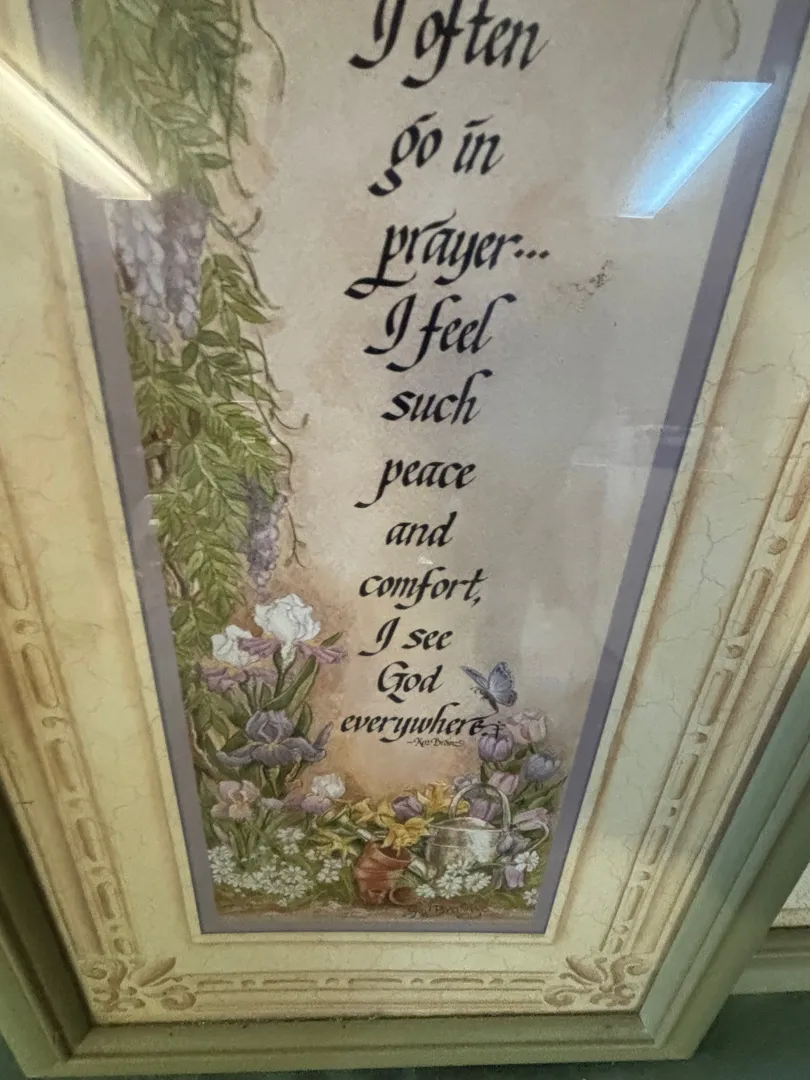 I often
go in
prayer...
I feel
such
peace
and
comfort,
I see
God
everywhere.